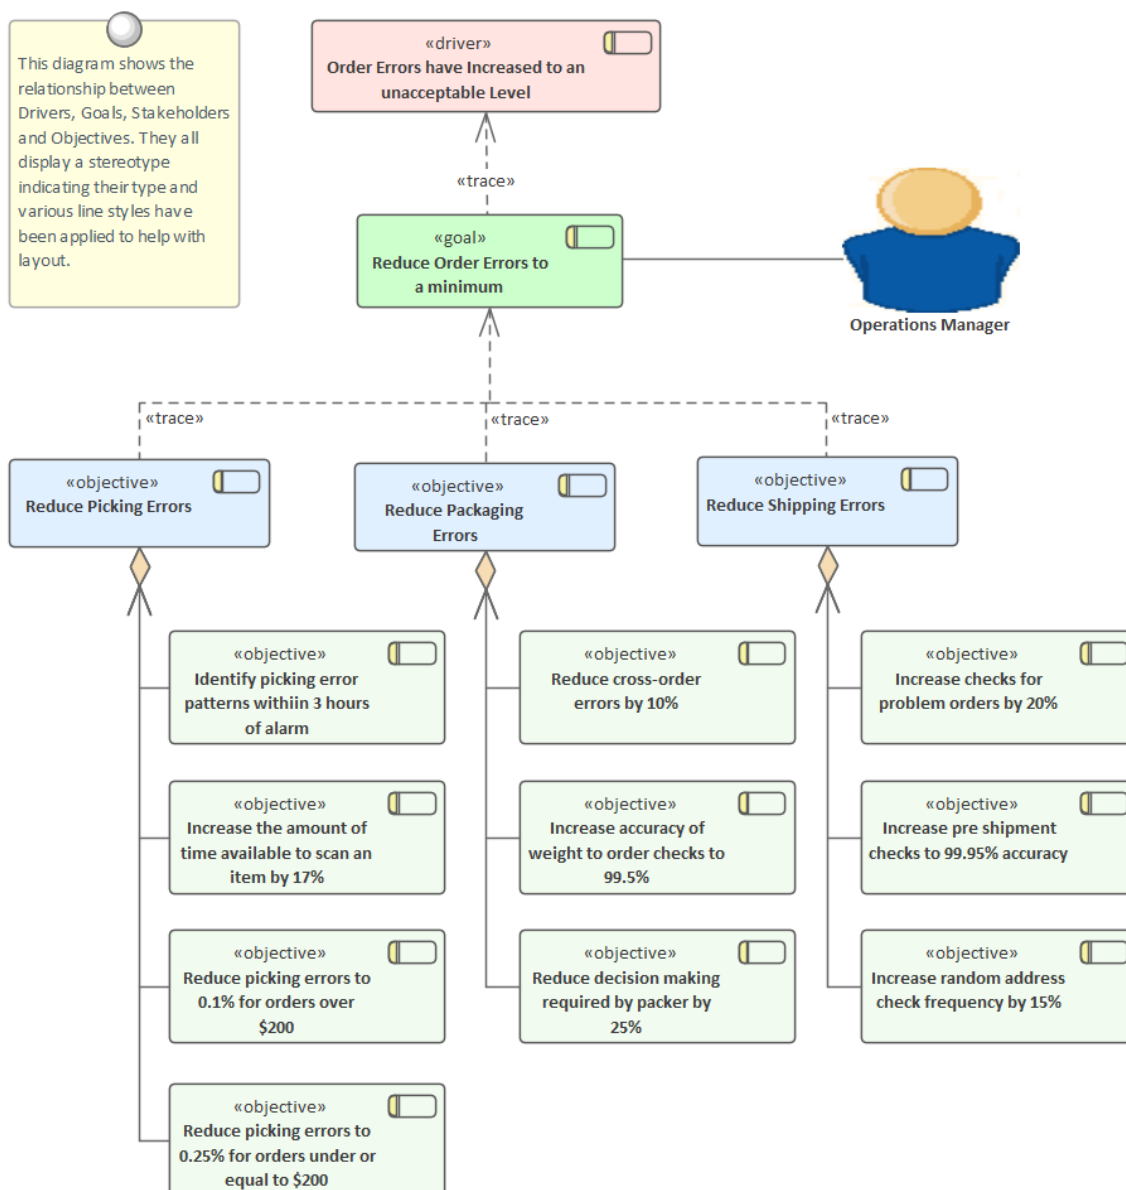 This diagram shows the
relationship between
Drivers, Goals, Stakeholders
and Objectives. They all
display a stereotype
indicating their type and
various line styles have
been applied to help with
layout.
«driver»
Order Errors have Increased to an
unacceptable Level
«trace»
«goal»
Reduce Order Errors to
a minimum
Operations Manager
«trace»
«trace»
«trace»
«objective»
Reduce Picking Errors
«objective»
Reduce Packaging
Errors
«objective»
Reduce Shipping Errors
«objective»
Identify picking error
patterns withiin 3 hours
of alarm
«objective»
Reduce cross-order
errors by 10%
«objective»
Increase checks for
problem orders by 20%
«objective»
Increase the amount of
time available to scan an
item by 17%
«objective»
Increase accuracy of
weight to order checks to
99.5%
«objective»
Increase pre shipment
checks to 99.95% accuracy
«objective»
Reduce picking errors to
0.1% for orders over
$200
«objective»
Reduce decision making
required by packer by
25%
«objective»
Increase random address
check frequency by 15%
«objective»
Reduce picking errors to
0.25% for orders under or
equal to $200